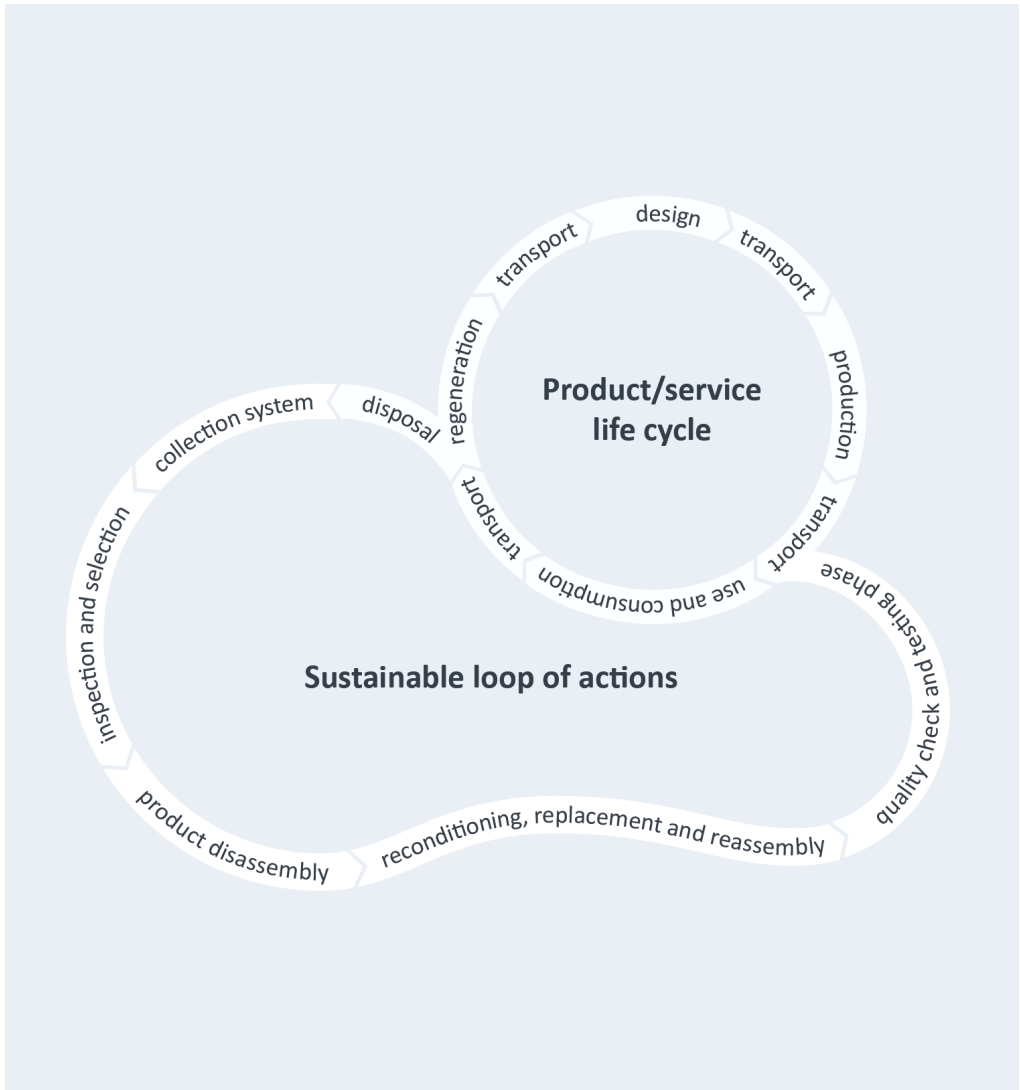 design
transport
production
transport
use and consumption
transport
regeneration
transport
Product/service
life cycle
disposal
collection system
inspection and selection
product disassembly
reconditioning, replacement and reassembly
quality check and testing phase
Sustainable loop of actions